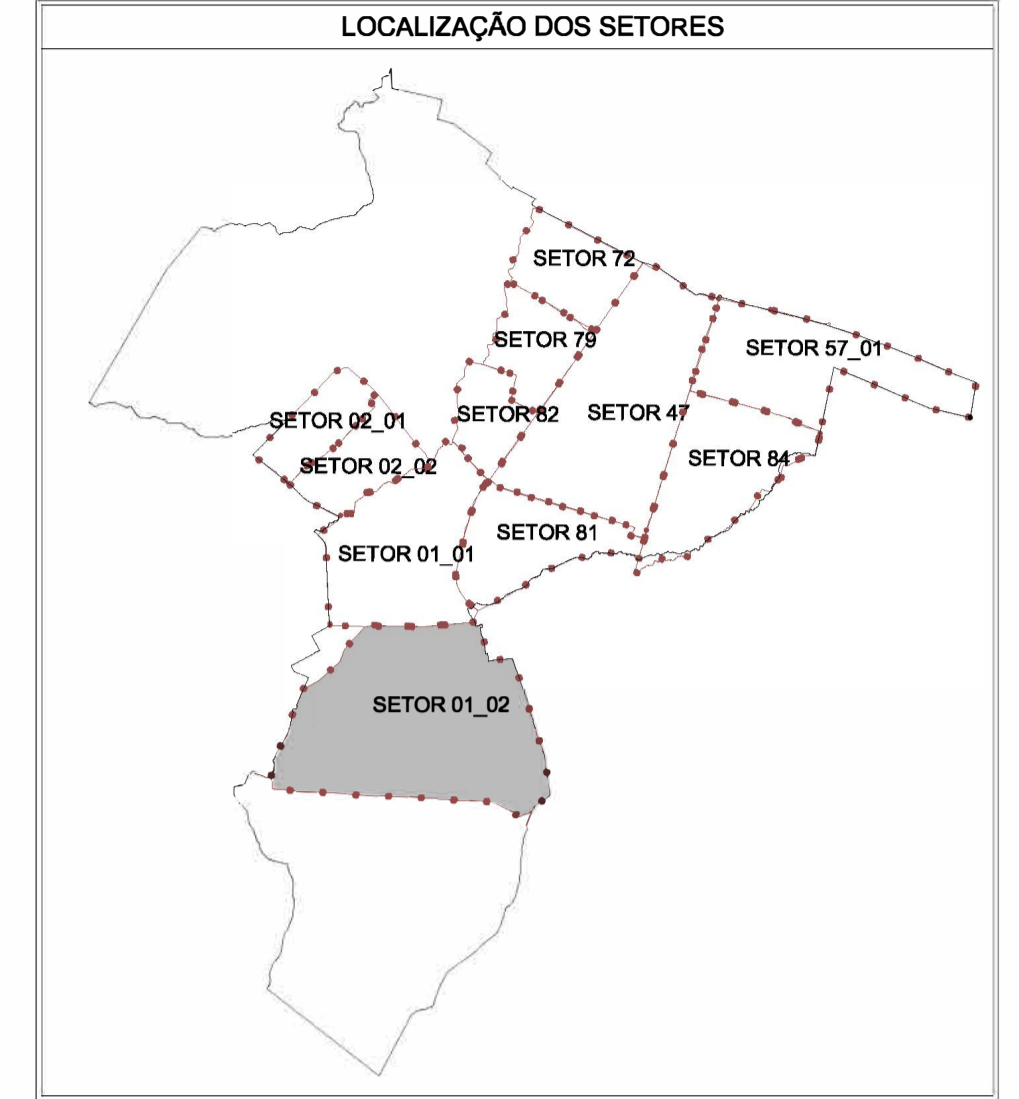 LOCALIZAÇÃO DOS SETORES
SETOR 72
SETOR 79
SETOR 57_01
SETOR 82
SETOR 47
SETOR 02_01
SETOR 02_02
SETOR 84
SETOR 81
SETOR 01_01
SETOR 01_02